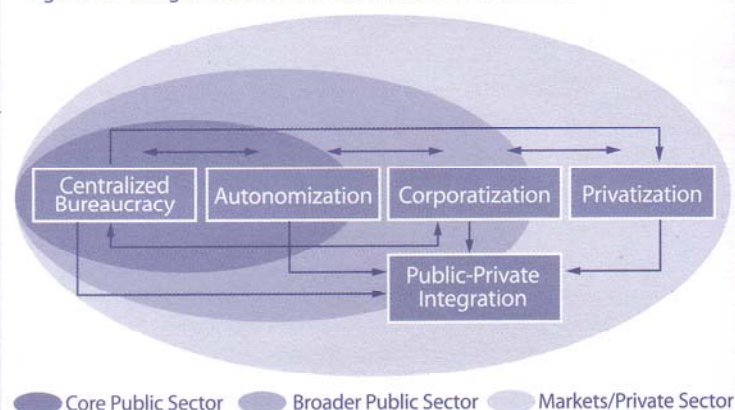 Centralized
Bureaucracy
Autonomization
Corporatization
Privatization
Public-Private
Integration
Core Public Sector
Broader Public Sector
Markets/Private Sector